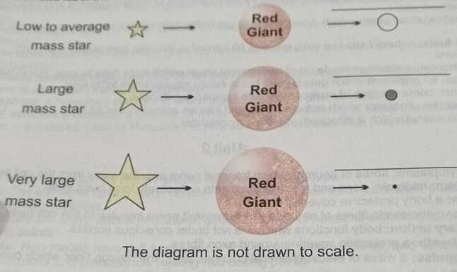 Low to average
mass star
Red
Giant
Large
mass star
Red
Giant
Very large
mass star
Red
Giant
The diagram is not drawn to scale.